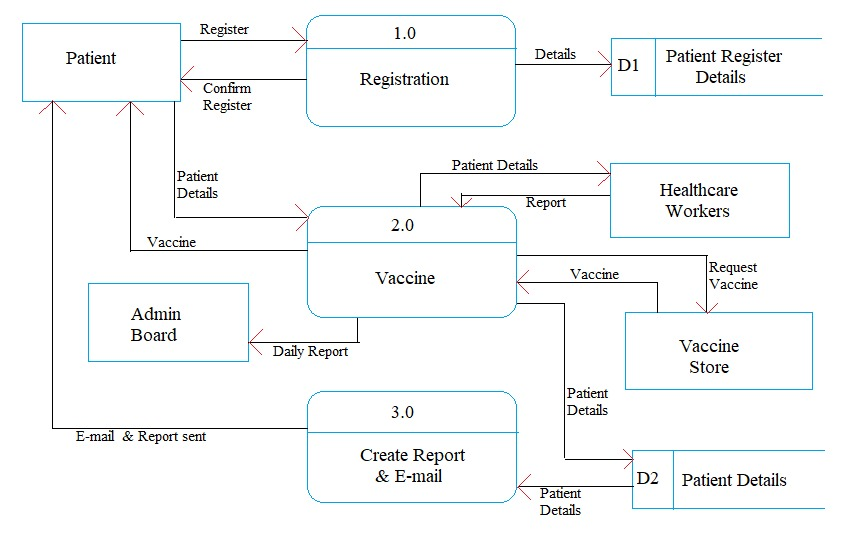 Patient
Register
Confirm
Register
1.0
Registration
Details
D1
Patient Register
Details
Patient
Details
Vaccine
Patient Details
Report
Healthcare
Workers
2.0
Vaccine
Request
Vaccine
Vaccine
Vaccine
Store
Admin
Board
Daily Report
Patient
Details
3.0
Create Report
& E-mail
E-mail & Report sent
D2
Patient Details
Patient
Details